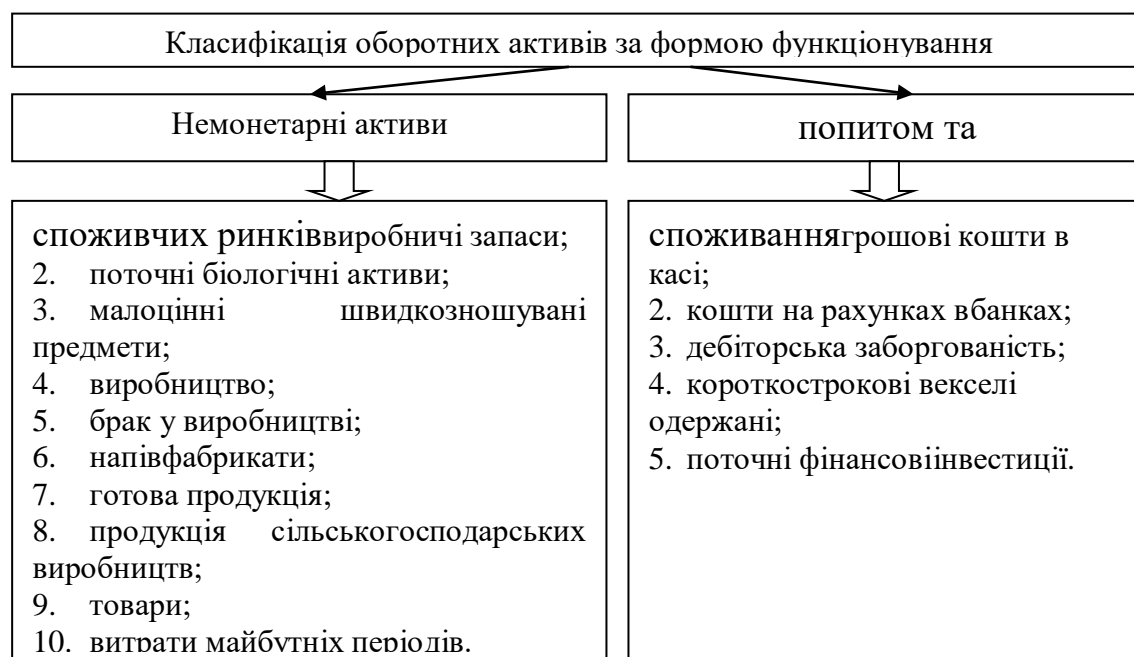 Класифікація оборотних активів за формою функціонування
Немонетарні активи
попитом та
споживчих ринківвиробничі запаси;
2. поточні біологічні активи;
3. малоцінні швидкозношувані
предмети;
4. виробництво;
5. брак у виробництві;
6. напівфабрикати;
7. готова продукція;
8. продукція сільськогосподарських
виробництв;
9. товари;
10. витрати майбутніх періодів.
споживаннягрошові кошти в
касі;
2. кошти на рахунках вбанках;
3. дебіторська заборгованість;
4. короткострокові векселі
одержані;
5. поточні фінансовіінвестиції.